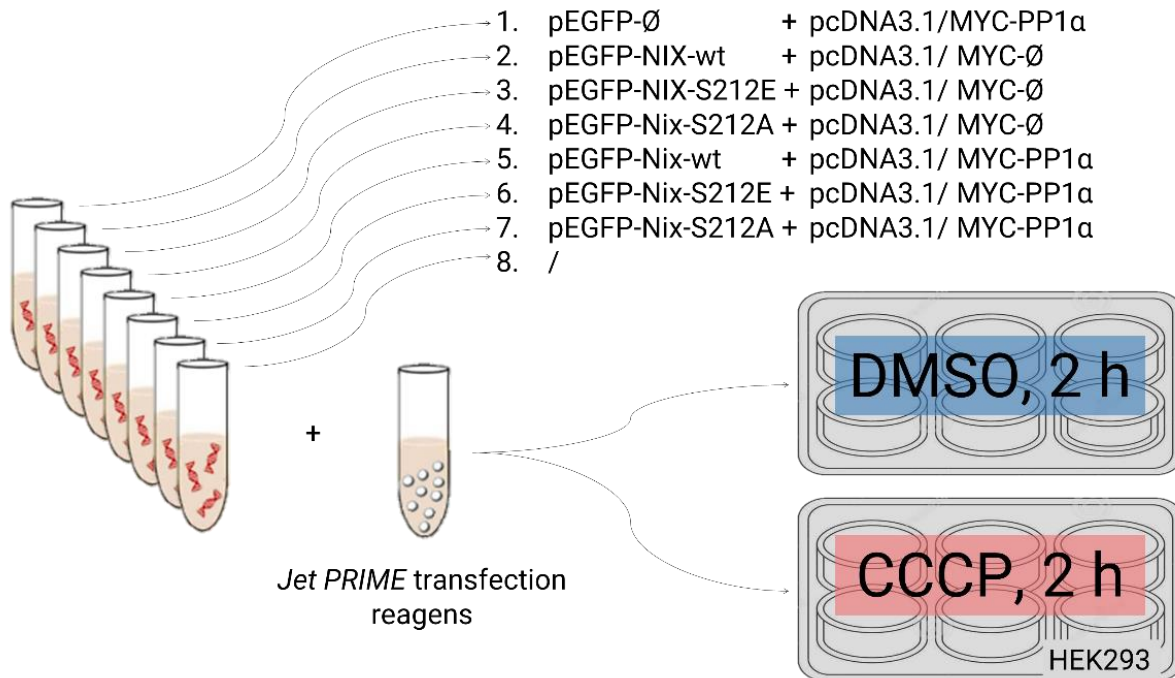 1. pEGFP-Ø + pcDNA3.1/MYC-PP1α
2. pEGFP-NIX-wt + pcDNA3.1/ MYC-Ø
3. pEGFP-NIX-S212E + pcDNA3.1/ MYC-Ø
4. pEGFP-Nix-S212A + pcDNA3.1/ MYC-Ø
5. pEGFP-Nix-wt + pcDNA3.1/ MYC-PP1α
6. pEGFP-Nix-S212E + pcDNA3.1/ MYC-PP1α
7. pEGFP-Nix-S212A + pcDNA3.1/ MYC-PP1α
8. /
+
Jet PRIME transfection
reagens
DMSO, 2 h
CCCP, 2 h
HEK293